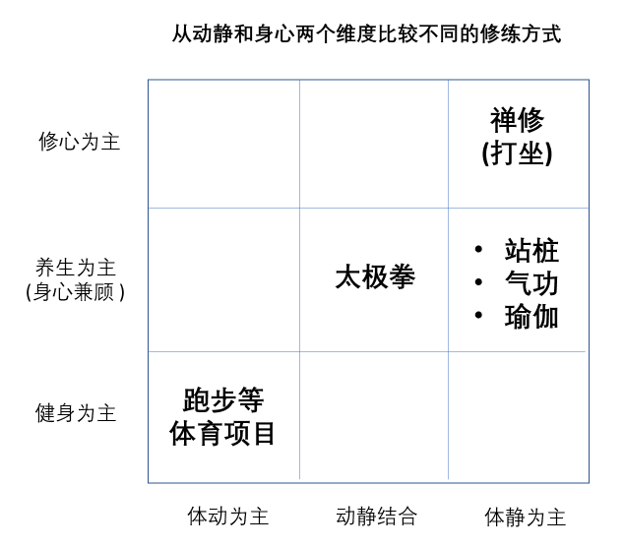 从动静和身心两个维度比较不同的修练方式
修心为主
禅修
(打坐)
养生为主
(身心兼顾)
太极拳
• 站桩
• 气功
• 瑜伽
健身为主
跑步等
体育项目
体动为主
动静结合
体静为主